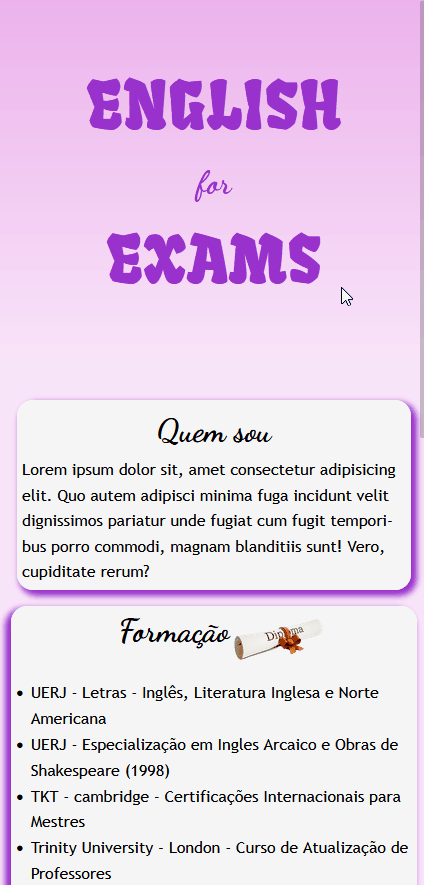 ENGLISH
for
EXAMS
Quem sou
Lorem ipsum dolor sit, amet consectetur adipisicing
elit. Quo autem adipisci minima fuga incidunt velit
dignissimos pariatur unde fugiat cum fugit tempori-
bus porro commodi, magnam blanditiis sunt! Vero,
cupiditate rerum?
Formação
Diploma
• UERJ - Letras - Inglês, Literatura Inglesa e Norte
Americana
• UERJ - Especialização em Ingles Arcaico e Obras de
Shakespeare (1998)
• TKT - cambridge - Certificações Internacionais para
Mestres
• Trinity University - London - Curso de Atualização de
Professores